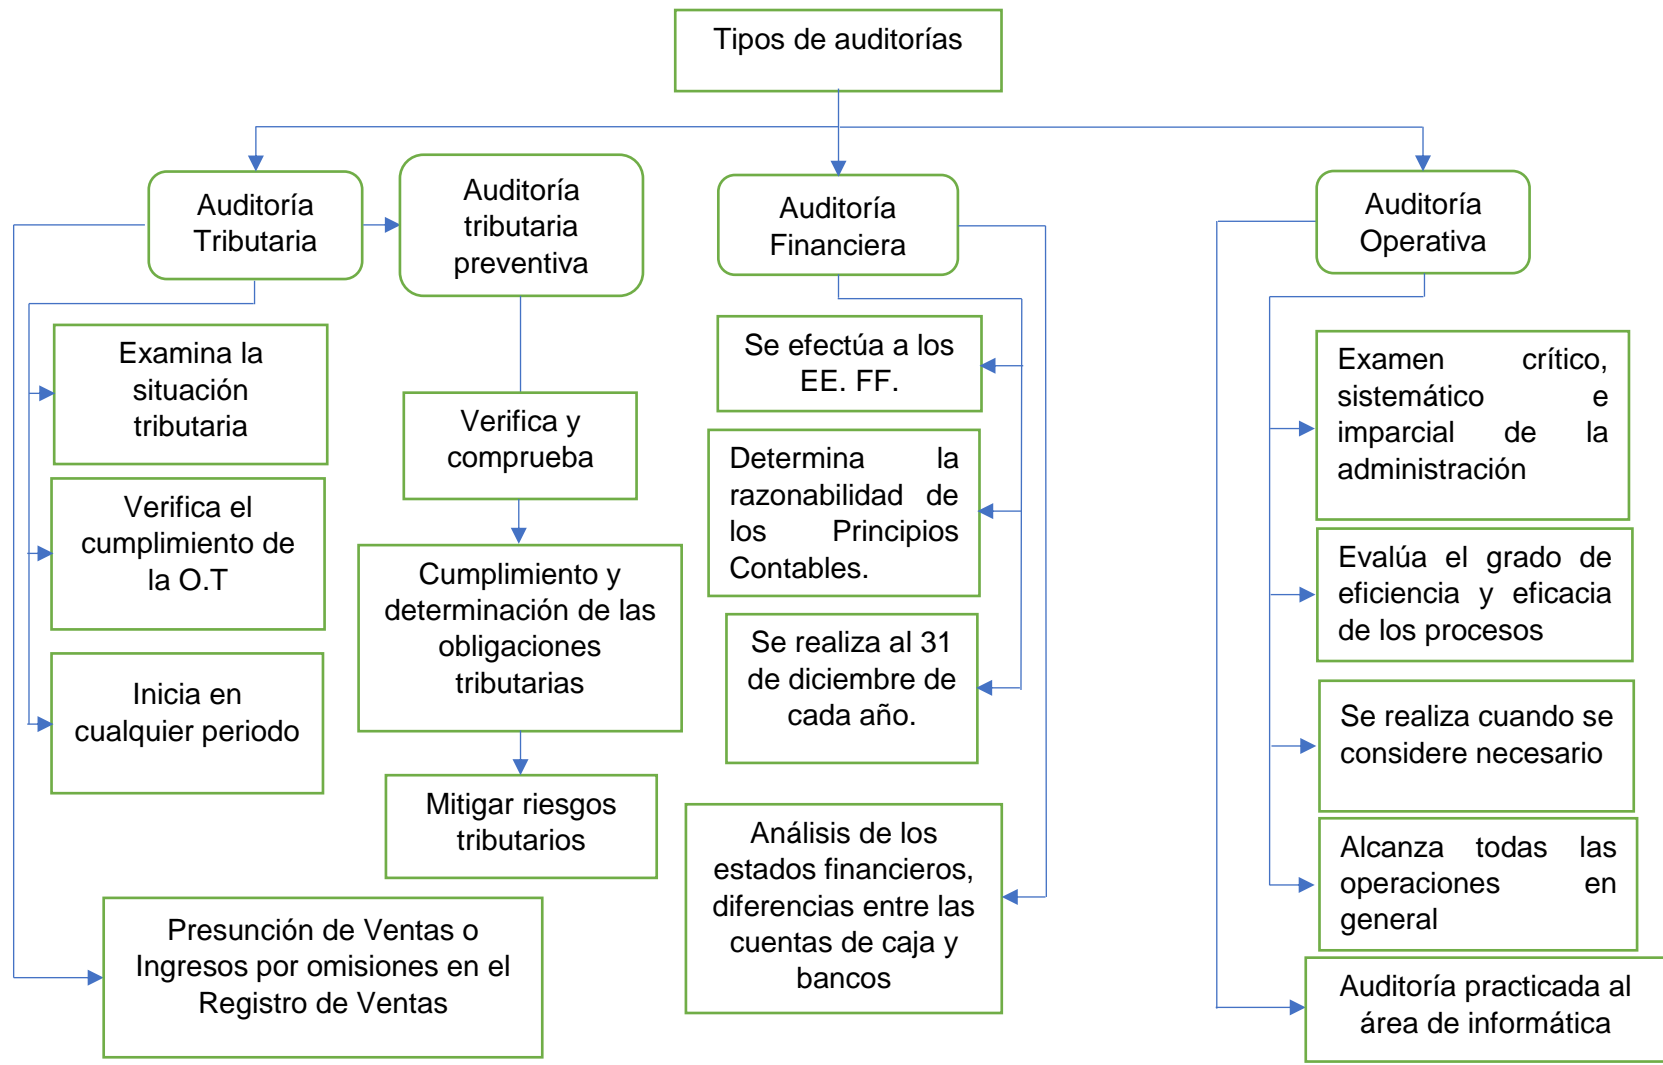 Tipos de auditorías
Auditoría
Tributaria
Auditoría
tributaria
preventiva
Auditoría
Financiera
Auditoría
Operativa
Examina la
situación
tributaria
Verifica el
cumplimiento de
la O.T
Inicia en
cualquier periodo
Presunción de Ventas o
Ingresos por omisiones en el
Registro de Ventas
Verifica y
comprueba
Cumplimiento y
determinación de las
obligaciones
tributarias
Mitigar riesgos
tributarios
Se efectúa a los
EE. FF.
Determina la
razonabilidad de
los Principios
Contables.
Se realiza al 31
de diciembre de
cada año.
Análisis de los
estados financieros,
diferencias entre las
cuentas de caja y
bancos
Examen crítico,
sistemático e
imparcial de la
administración
Evalúa el grado de
eficiencia y eficacia
de los procesos
Se realiza cuando se
considere necesario
Alcanza todas las
operaciones en
general
Auditoría practicada al
área de informática